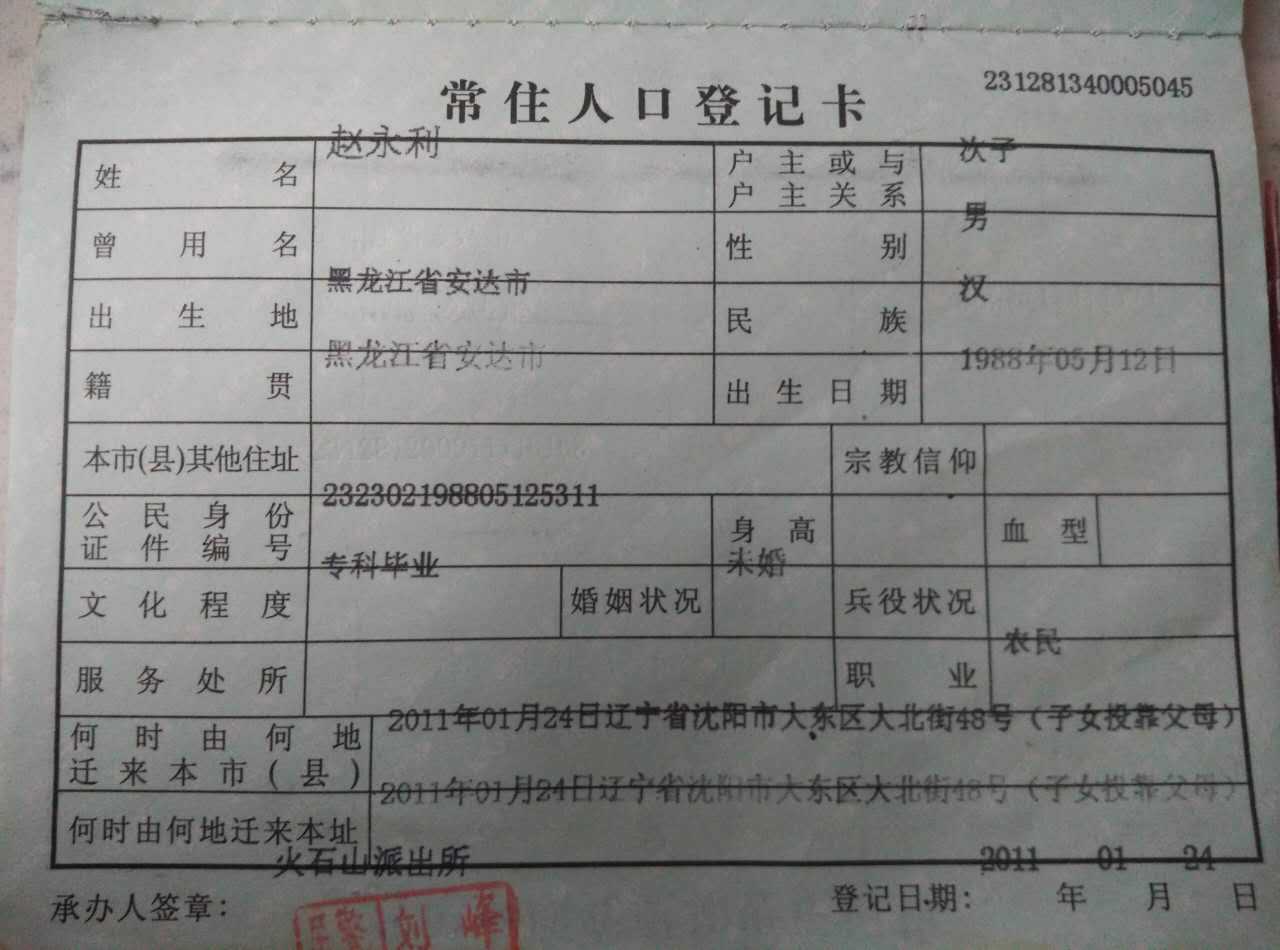 231281340005045
常住人口登记卡
姓名 赵永利 户主或与户主关系 次子
曾用名 性别 男
出生地 黑龙江省安达市 民族 汉
籍贯 黑龙江省安达市 出生日期 1988年05月12日
本市(县)其他住址 宗教信仰
公民身份证件编号 232302198805125311 身高 血型
文化程度 专科毕业 婚姻状况 未婚 兵役状况
服务处所 职业 农民
何时由何地迁来本市(县) 2011年01月24日辽宁省沈阳市大东区大北街48号（子女投靠父母）
何时由何地迁来本址 2011年01月24日辽宁省沈阳市大东区大北街48号（子女投靠父母）
火石山派出所 2011 01 24
承办人签章： 登记日期： 年 月 日
刘峰